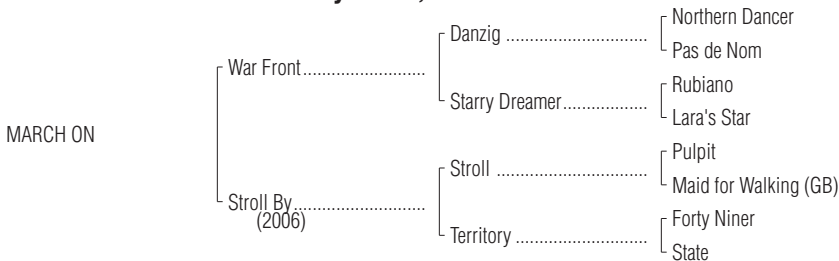 Northern Dancer
Danzig ..............................
Pas de Nom
War Front..........................
Rubiano
Starry Dreamer..................
Lara's Star
MARCH ON
Pulpit
Stroll ................................
Maid for Walking (GB)
Stroll By............................
(2006)
Forty Niner
Territory ............................
State